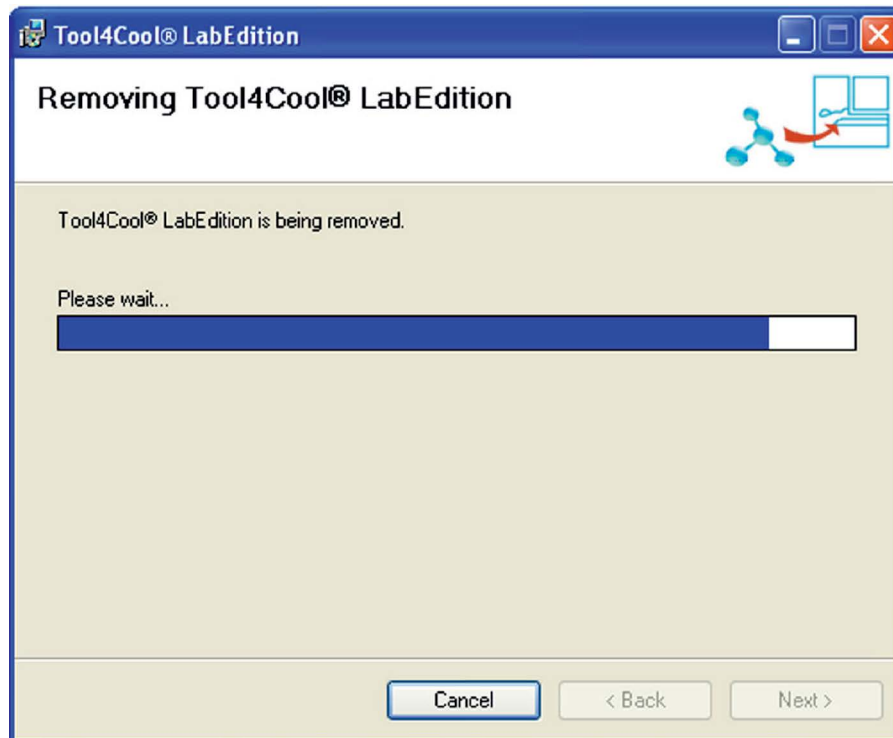 Tool4Cool® LabEdition
Removing Tool4Cool® LabEdition
Tool4Cool® LabEdition is being removed.
Please wait...
Cancel
< Back
Next >